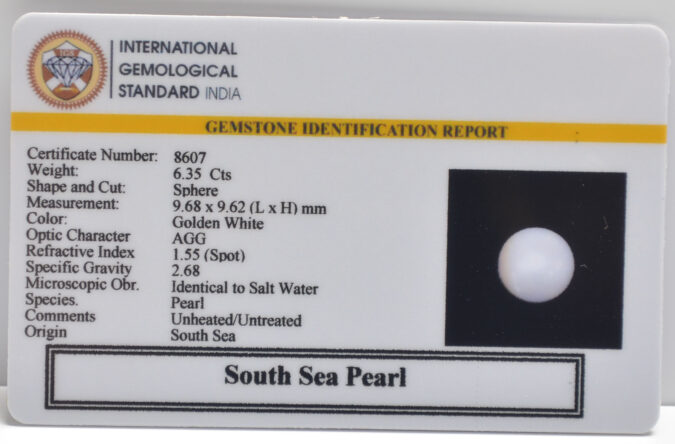 IGS
INTERNATIONAL
GEMOLOGICAL
STANDARD INDIA
GEMSTONE IDENTIFICATION REPORT
Certificate Number: 8607
Weight: 6.35 Cts
Shape and Cut: Sphere
Measurement: 9.68 x 9.62 (L x H) mm
Color: Golden White
Optic Character AGG
Refractive Index 1.55 (Spot)
Specific Gravity 2.68
Microscopic Obr. Identical to Salt Water
Species. Pearl
Comments Unheated/Untreated
Origin South Sea
South Sea Pearl